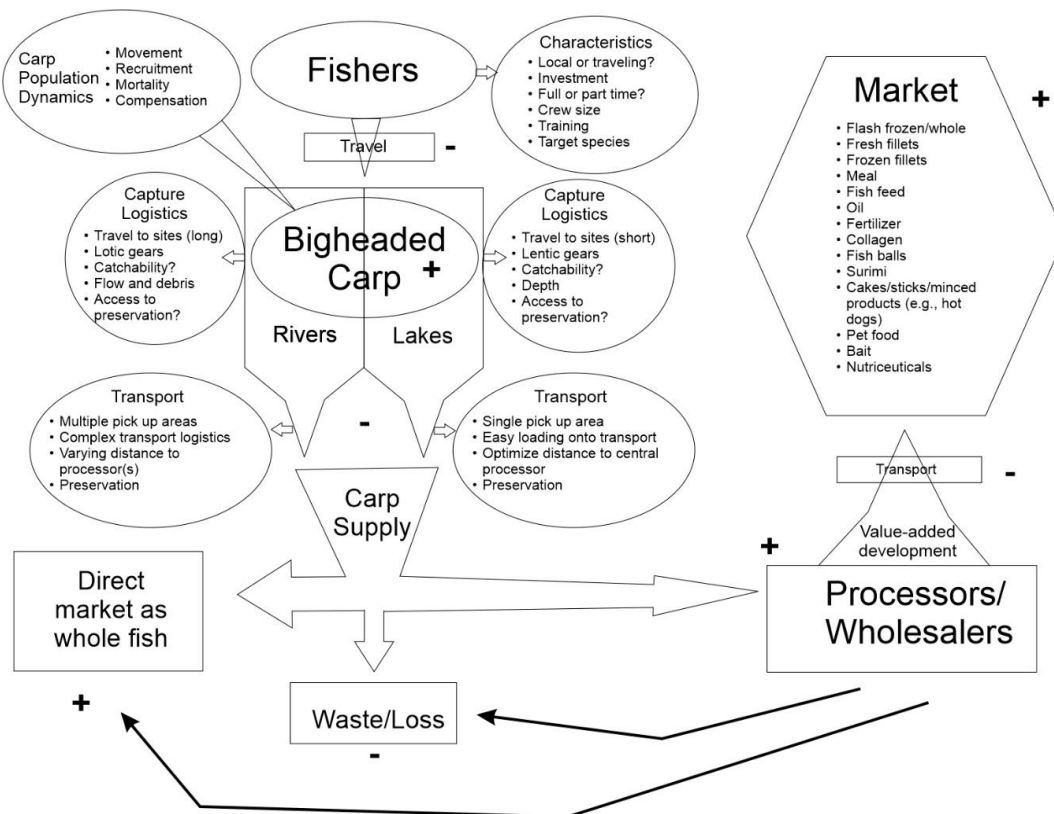 Carp
Population
Dynamics
• Movement
• Recruitment
• Mortality
• Compensation
Fishers
Characteristics
• Local or traveling?
• Investment
• Full or part time?
• Crew size
• Training
• Target species
Travel
-
Market
+
• Flash frozen/whole
• Fresh fillets
• Frozen fillets
• Meal
• Fish feed
• Oil
• Fertilizer
• Collagen
• Fish balls
• Surimi
• Cakes/sticks/minced
products (e.g., hot
dogs)
• Pet food
• Bait
• Nutriceuticals
Capture
Logistics
• Travel to sites (long)
• Lotic gears
• Catchability?
• Flow and debris
• Access to
preservation?
Bigheaded
Carp +
Rivers
Lakes
Capture
Logistics
• Travel to sites (short)
• Lentic gears
• Catchability?
• Depth
• Access to
preservation?
Transport
• Multiple pick up areas
• Complex transport logistics
• Varying distance to
processor(s)
• Preservation
-
Transport
• Single pick up area
• Easy loading onto transport
• Optimize distance to central
processor
• Preservation
Carp
Supply
Transport
-
Value-added
development
+
Processors/
Wholesalers
Direct
market as
whole fish
+
Waste/Loss
-